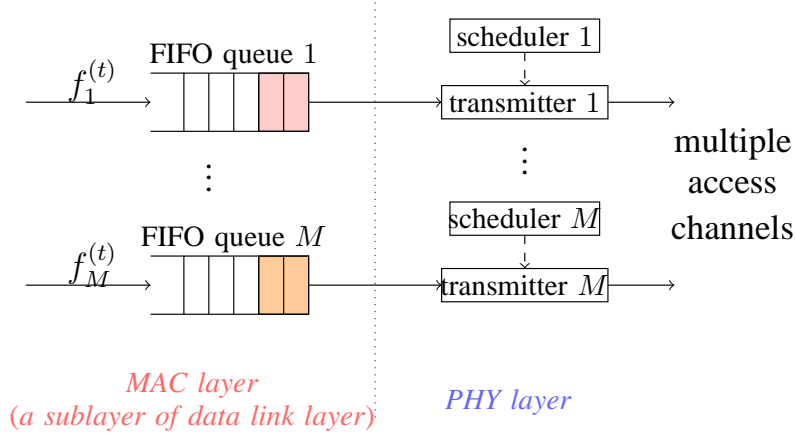 scheduler 1
FIFO queue 1
f_1^{(t)}
transmitter 1
multiple
access
channels
scheduler M
FIFO queue M
f_M^{(t)}
transmitter M
MAC layer
(a sublayer of data link layer)
PHY layer